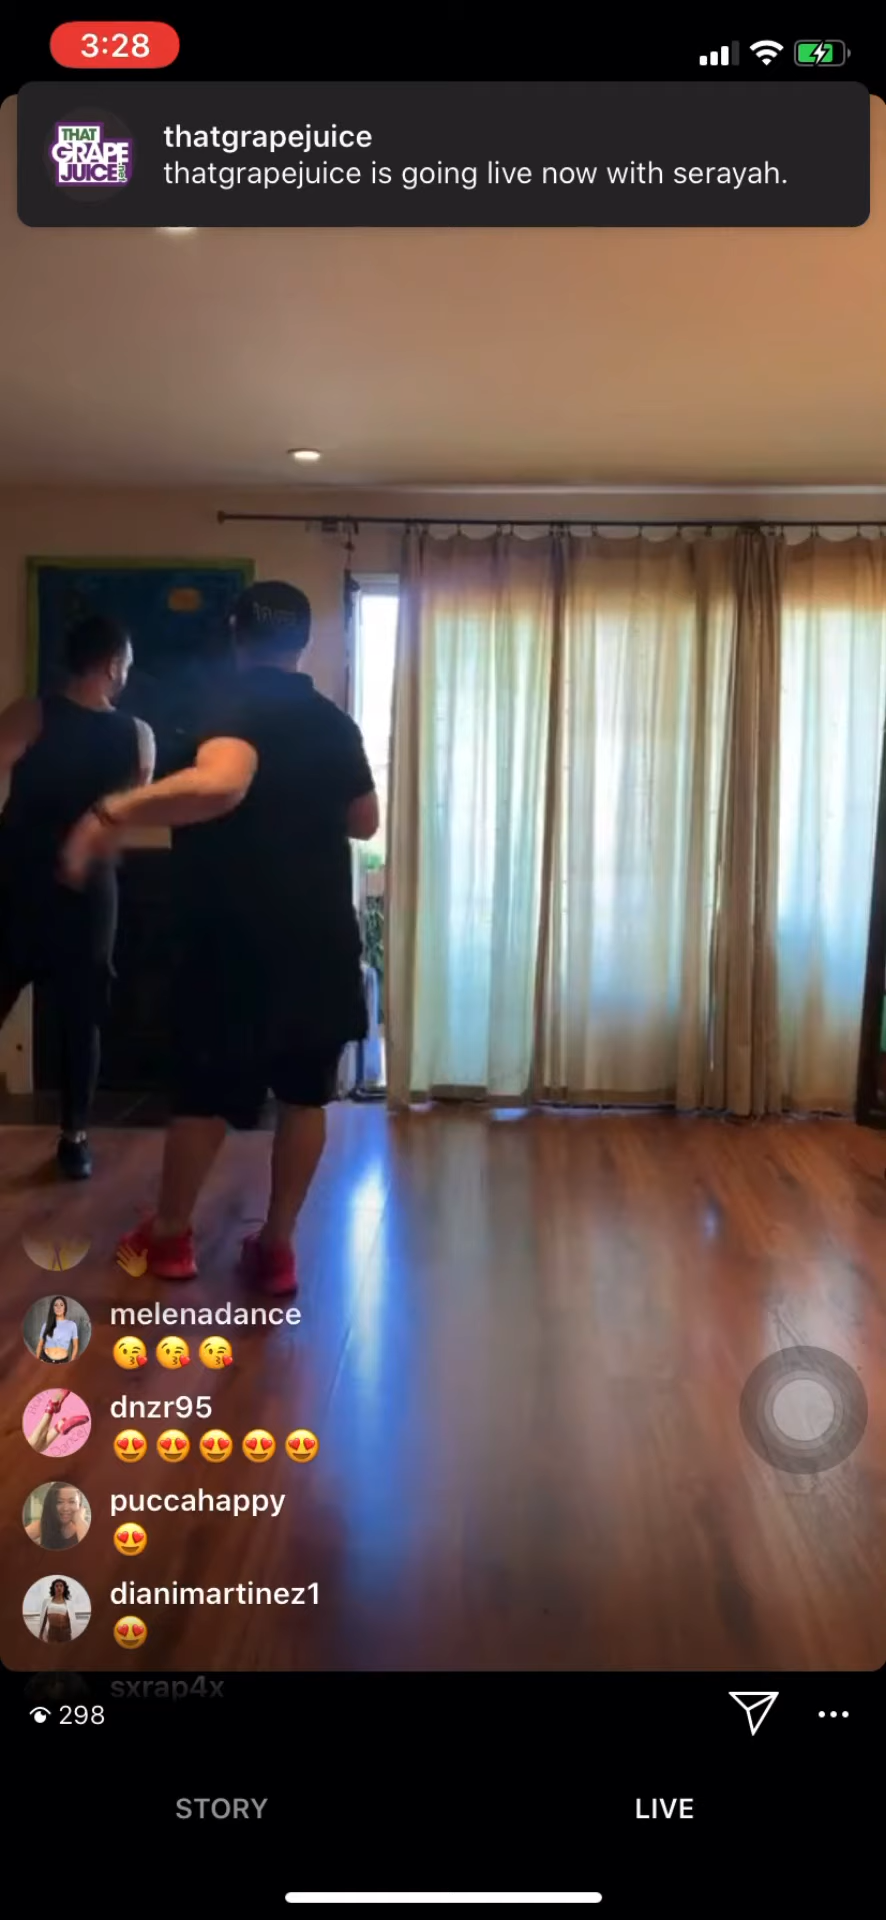 3:28
THAT
GRAPE
JUICE
thatgrapejuice
thatgrapejuice is going live now with serayah.
melenadance
😘😘😘
dnzr95
😍😍😍😍😍
puccahappy
😍
dianimartinez1
😍
sxrap4x
298
STORY
LIVE